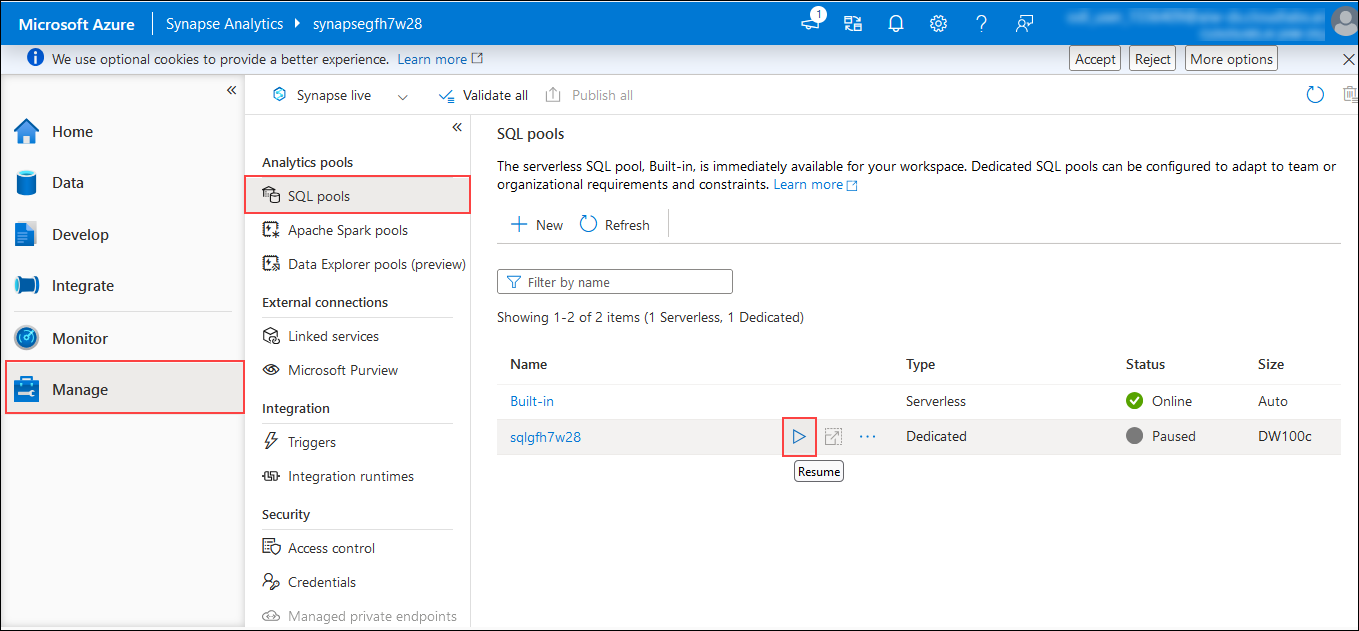 Microsoft Azure
Synapse Analytics
synapsegfh7w28
1
We use optional cookies to provide a better experience. Learn more
Accept
Reject
More options
Home
Data
Develop
Integrate
Monitor
Manage
Synapse live
Validate all
Publish all
Analytics pools
SQL pools
Apache Spark pools
Data Explorer pools (preview)
External connections
Linked services
Microsoft Purview
Integration
Triggers
Integration runtimes
Security
Access control
Credentials
Managed private endpoints
SQL pools
The serverless SQL pool, Built-in, is immediately available for your workspace. Dedicated SQL pools can be configured to adapt to team or
organizational requirements and constraints. Learn more
New
Refresh
Filter by name
Showing 1-2 of 2 items (1 Serverless, 1 Dedicated)
Name Type Status Size
Built-in Serverless Online Auto
sqlgfh7w28 Dedicated Paused DW100c
Resume